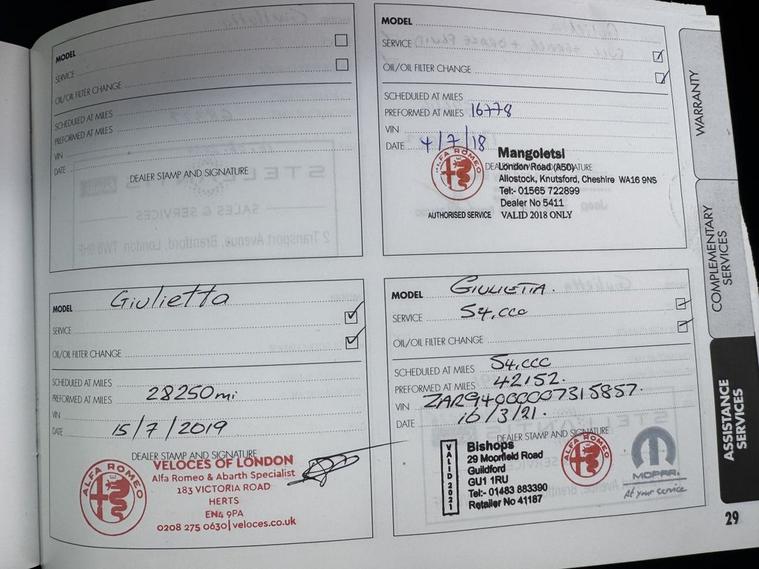 MODEL
SERVICE
OIL/OIL FILTER CHANGE
SCHEDULED AT MILES
PREFORMED AT MILES
VIN
DATE
DEALER STAMP AND SIGNATURE
MODEL
SERVICE
OIL/OIL FILTER CHANGE
SCHEDULED AT MILES
PREFORMED AT MILES 16778
VIN
DATE 4/7/18
ALFA ROMEO
AUTHORISED SERVICE
Mangoletsi
London Road (A50)
Allostock, Knutsford, Cheshire WA16 9NS
Tel:- 01565 722899
Dealer No 5411
VALID 2018 ONLY
MODEL Giulietta
SERVICE
OIL/OIL FILTER CHANGE
SCHEDULED AT MILES
PREFORMED AT MILES 28250mi
VIN
DATE 15/7/2019
DEALER STAMP AND SIGNATURE
ALFA ROMEO
VELOCES OF LONDON
Alfa Romeo & Abarth Specialist
183 VICTORIA ROAD
HERTS
EN4 9PA
0208 275 0630|veloces.co.uk
MODEL GIULIETTA.
SERVICE 54,000
OIL/OIL FILTER CHANGE
SCHEDULED AT MILES 54,000
PREFORMED AT MILES 42152.
VIN ZAR94000007315857.
DATE 16/3/21.
DEALER STAMP AND SIGNATURE
VALID 2021
Bishops
29 Moorfield Road
Guildford
GU1 1RU
Tel:- 01483 883390
Retailer No 41187
ALFA ROMEO
MOPAR
At your service
WARRANTY
COMPLEMENTARY SERVICES
ASSISTANCE SERVICES
29